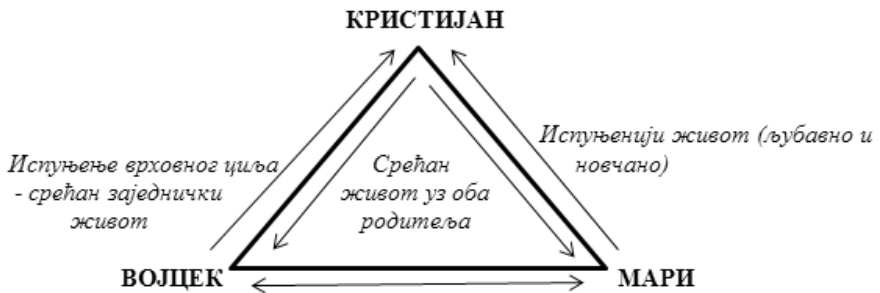 КРИСТИЈАН
Испуњење врховног циља
- срећан заједнички
живот
Срећан
живот уз оба
родитеља
Испуњенији живот (љубавно и
новчано)
ВОЈЦЕК
МАРИ